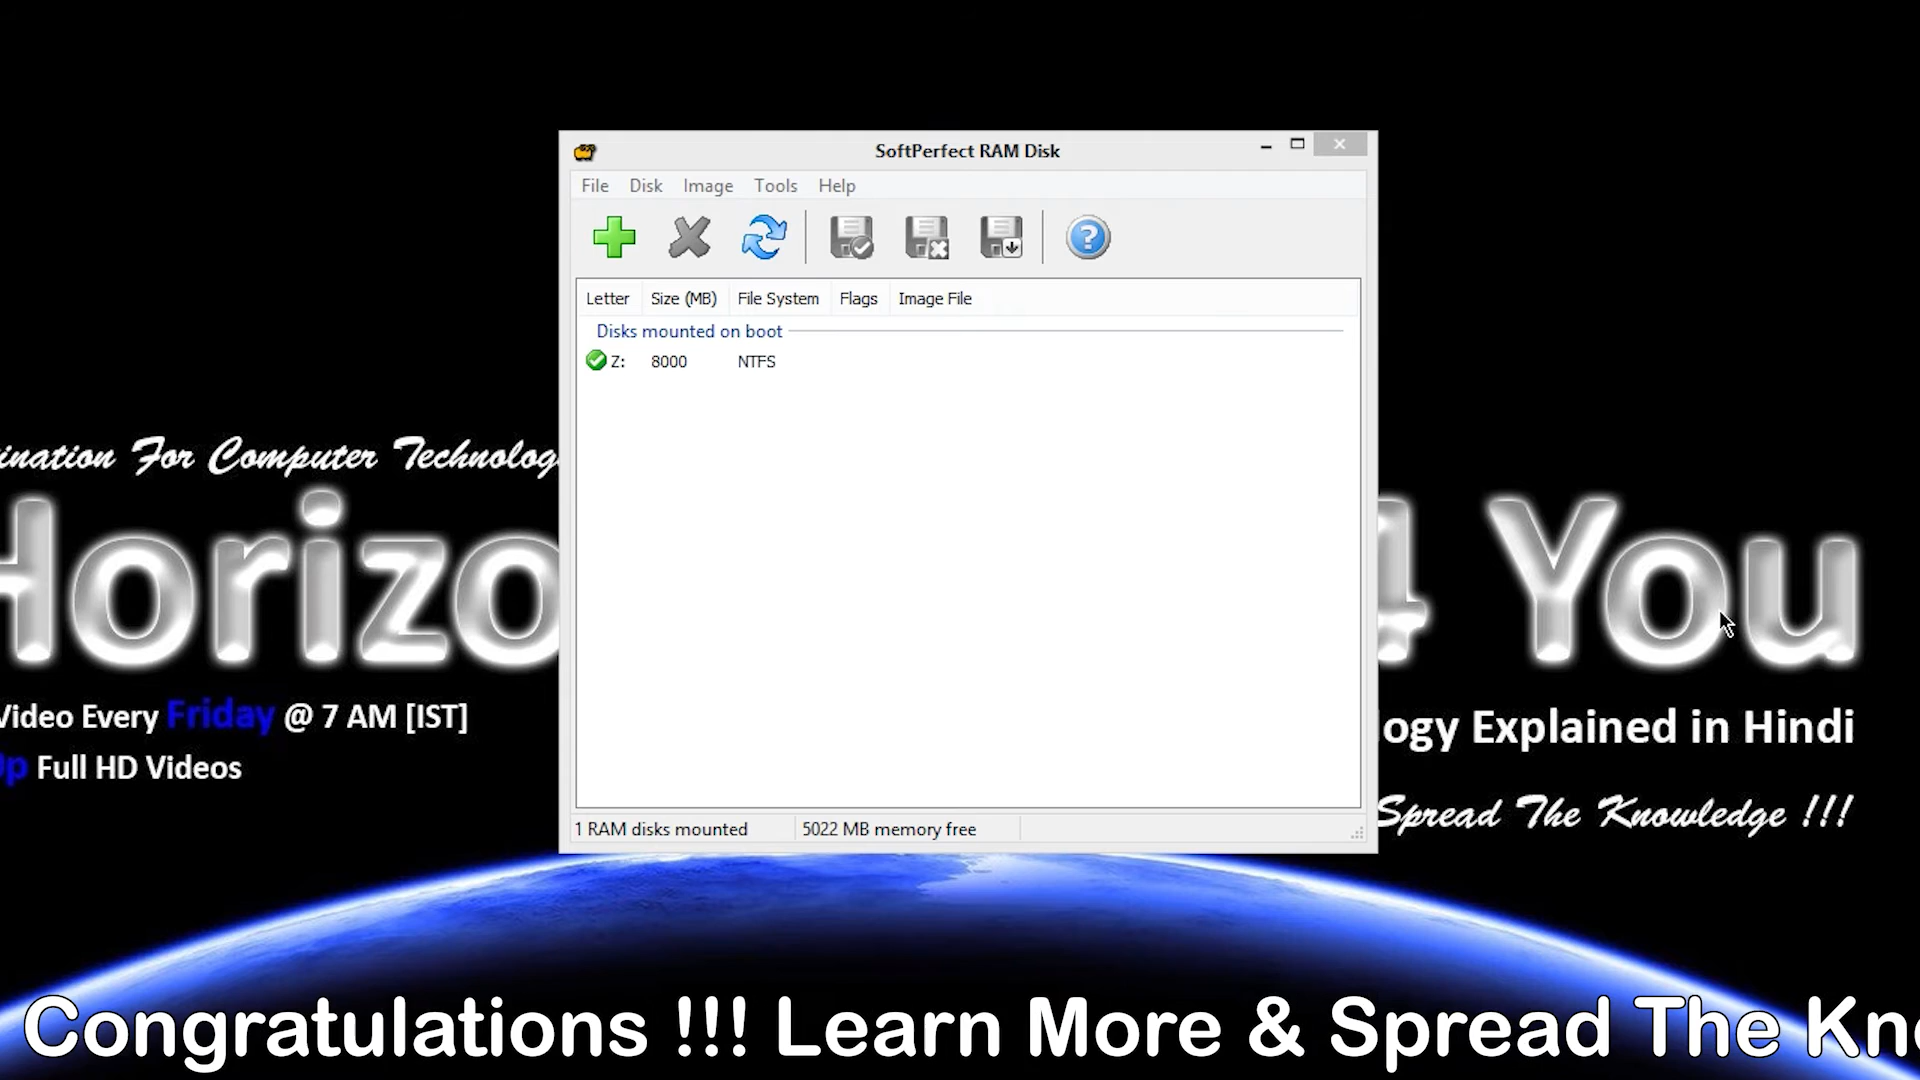 SoftPerfect RAM Disk
File Disk Image Tools Help
Letter Size (MB) File System Flags Image File
Disks mounted on boot
Z: 8000 NTFS
1 RAM disks mounted 5022 MB memory free
ination For Computer Technolog
Horizo 4 You
Video Every Friday @ 7 AM [IST]
ogy Explained in Hindi
Up Full HD Videos
Spread The Knowledge !!!
Congratulations !!! Learn More & Spread The Kno